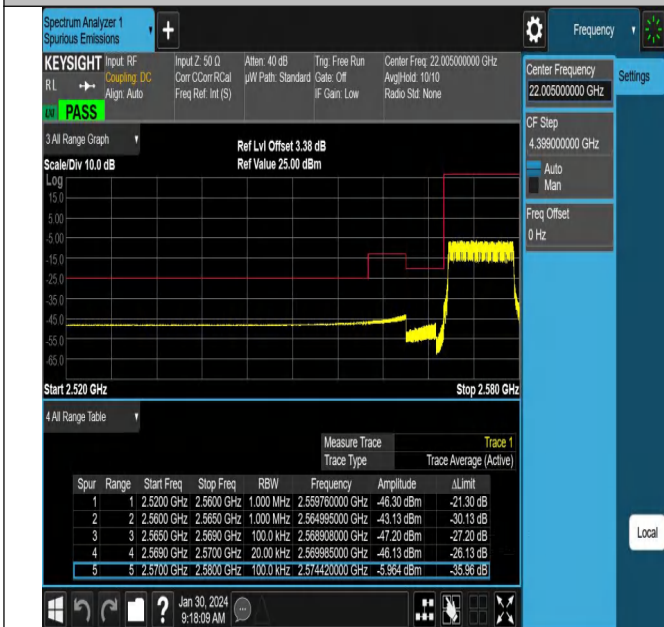 Spectrum Analyzer 1
Spurious Emissions
Frequency
KEYSIGHT Input: RF Input Z: 50 Ω Atten: 40 dB Trig: Free Run Center Freq: 22.005000000 GHz
RL Coupling: DC Corr CCorr RCal µW Path: Standard Gate: Off Avg|Hold: 10/10
Align: Auto Freq Ref: Int (S) IF Gain: Low Radio Std: None
PASS
Center Frequency
22.005000000 GHz
Settings
CF Step
4.399000000 GHz
Auto
Man
Freq Offset
0 Hz
3 All Range Graph
Ref Lvl Offset 3.38 dB
Scale/Div 10.0 dB Ref Value 25.00 dBm
Log
15.0
5.00
-5.00
-15.0
-25.0
-35.0
-45.0
-55.0
-65.0
Start 2.520 GHz Stop 2.580 GHz
4 All Range Table
Measure Trace Trace 1
Trace Type Trace Average (Active)
Spur Range Start Freq Stop Freq RBW Frequency Amplitude ΔLimit
1 1 2.5200 GHz 2.5600 GHz 1.000 MHz 2.559760000 GHz -46.30 dBm -21.30 dB
2 2 2.5600 GHz 2.5650 GHz 1.000 MHz 2.564995000 GHz -43.13 dBm -30.13 dB
3 3 2.5650 GHz 2.5690 GHz 100.0 kHz 2.568908000 GHz -47.20 dBm -27.20 dB
4 4 2.5690 GHz 2.5700 GHz 20.00 kHz 2.569985000 GHz -46.13 dBm -26.13 dB
5 5 2.5700 GHz 2.5800 GHz 100.0 kHz 2.574420000 GHz -5.964 dBm -35.96 dB
Local
Jan 30, 2024
9:18:09 AM